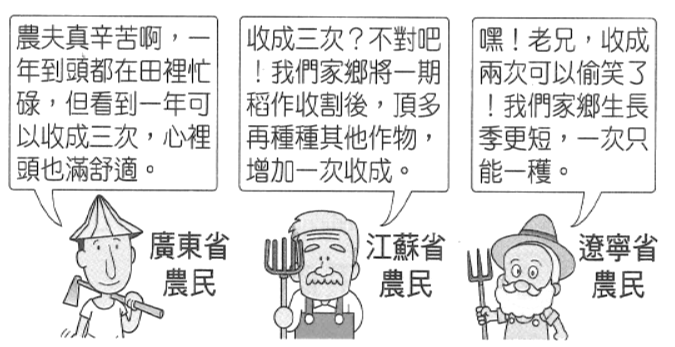 農夫真辛苦啊，一
年到頭都在田裡忙
碌，但看到一年可
以收成三次，心裡
頭也滿舒適。
廣東省
農民
收成三次？不對吧
！我們家鄉將一期
稻作收割後，頂多
再種種其他作物，
增加一次收成。
江蘇省
農民
嘿！老兄，收成
兩次可以偷笑了
！我們家鄉生長
季更短，一次只
能一穫。
遼寧省
農民